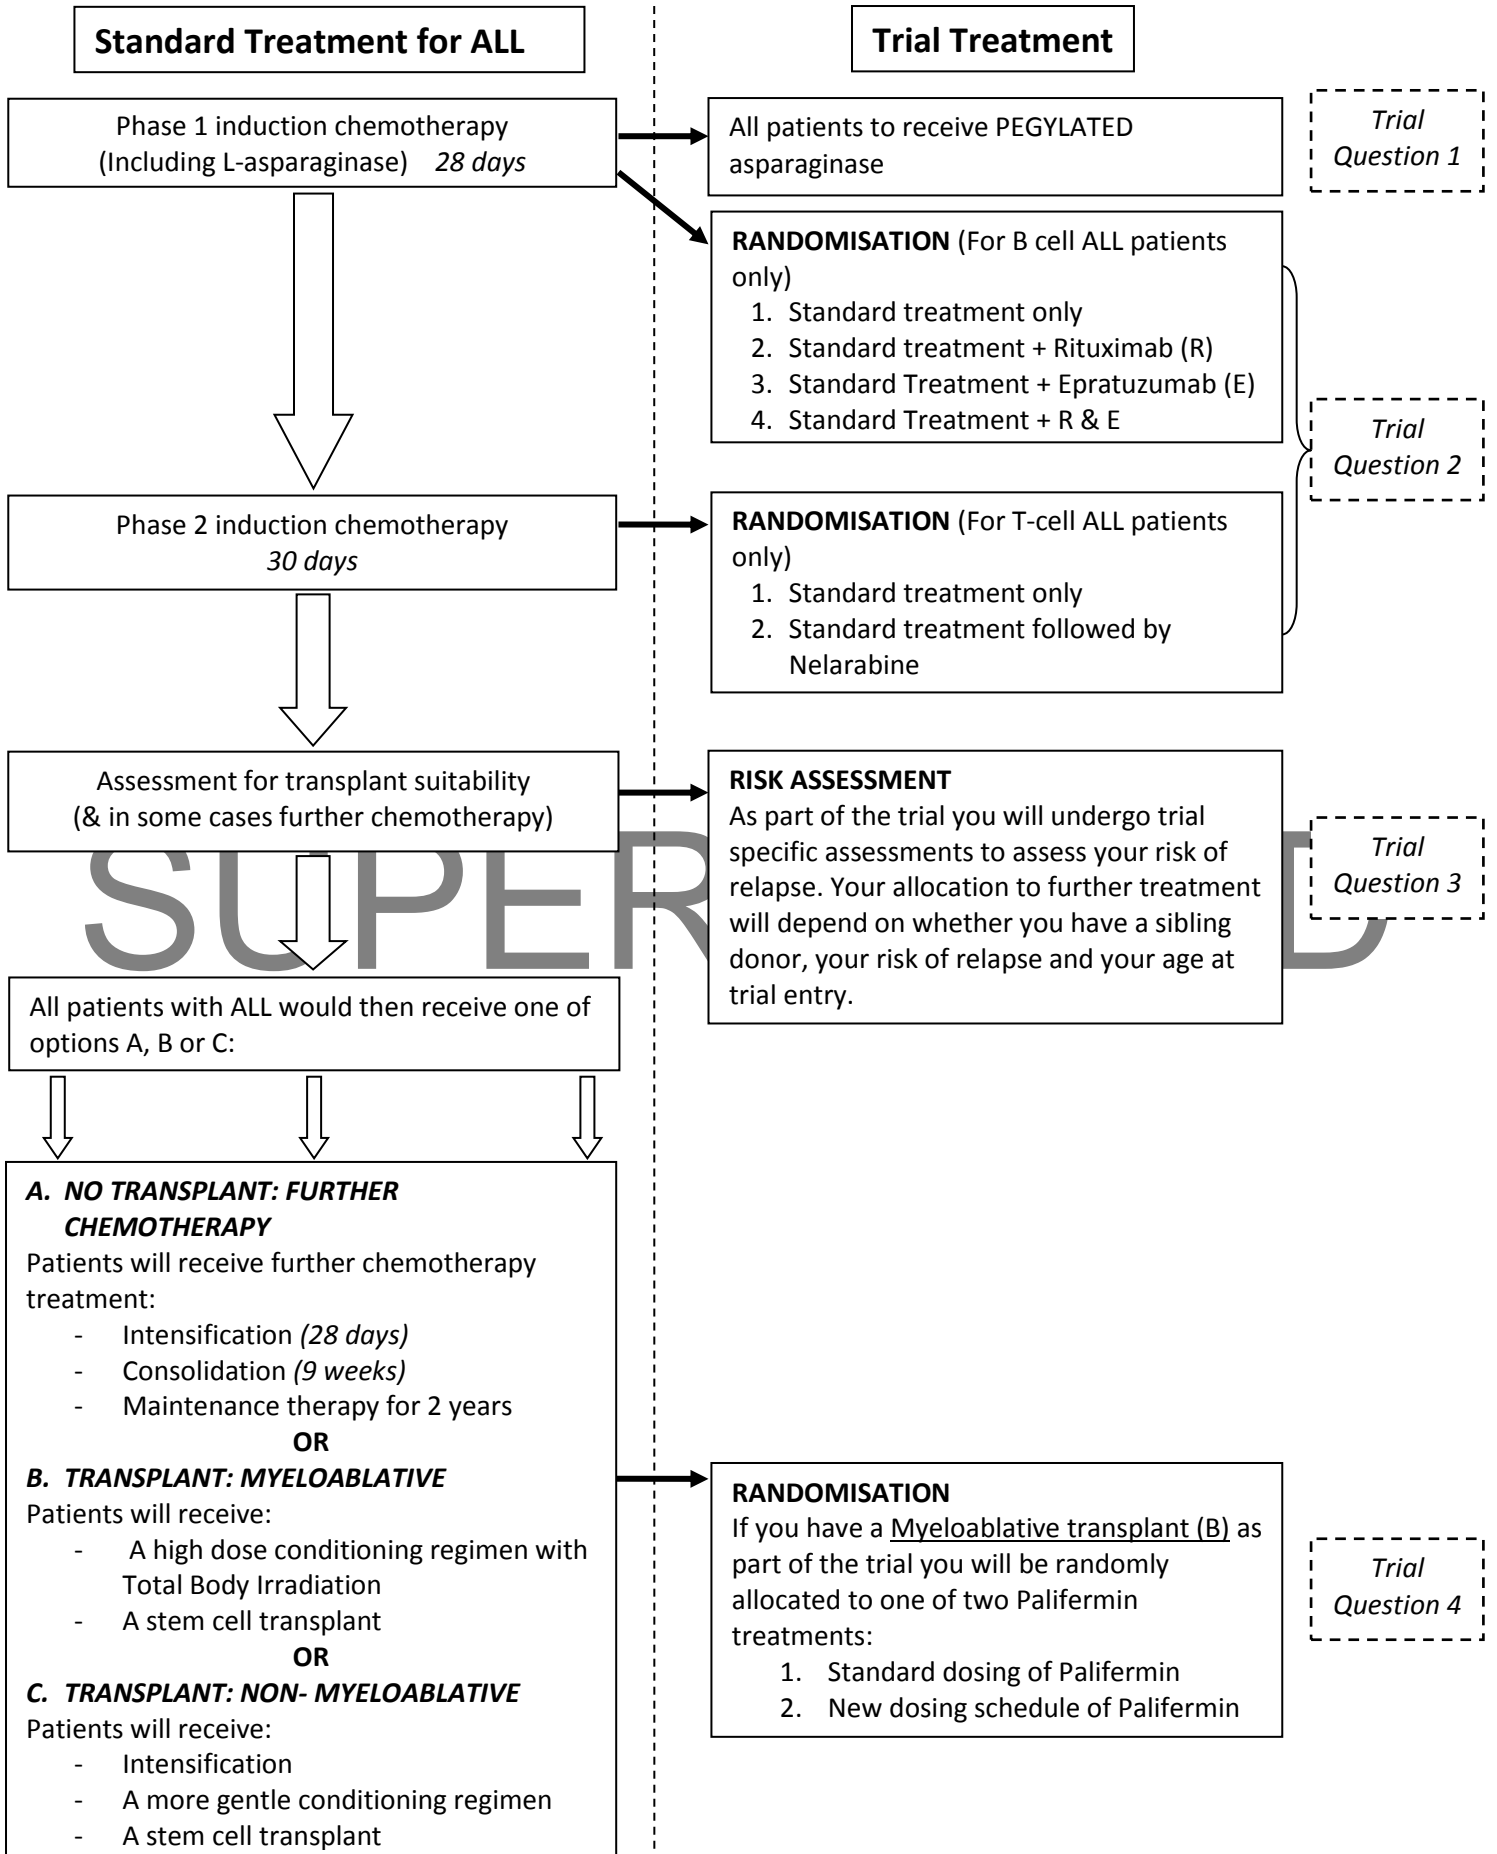 Standard Treatment for ALL
Trial Treatment
Phase 1 induction chemotherapy
(Including L-asparaginase) 28 days
All patients to receive PEGYLATED
asparaginase
Trial
Question 1
RANDOMISATION (For B cell ALL patients
only)
1. Standard treatment only
2. Standard treatment + Rituximab (R)
3. Standard Treatment + Epratuzumab (E)
4. Standard Treatment + R & E
Trial
Question 2
Phase 2 induction chemotherapy
30 days
RANDOMISATION (For T-cell ALL patients
only)
1. Standard treatment only
2. Standard treatment followed by
Nelarabine
Assessment for transplant suitability
(& in some cases further chemotherapy)
RISK ASSESSMENT
As part of the trial you will undergo trial
specific assessments to assess your risk of
relapse. Your allocation to further treatment
will depend on whether you have a sibling
donor, your risk of relapse and your age at
trial entry.
Trial
Question 3
All patients with ALL would then receive one of
options A, B or C:
A. NO TRANSPLANT: FURTHER
CHEMOTHERAPY
Patients will receive further chemotherapy
treatment:
- Intensification (28 days)
- Consolidation (9 weeks)
- Maintenance therapy for 2 years
OR
B. TRANSPLANT: MYELOABLATIVE
Patients will receive:
- A high dose conditioning regimen with
Total Body Irradiation
- A stem cell transplant
OR
C. TRANSPLANT: NON- MYELOABLATIVE
Patients will receive:
- Intensification
- A more gentle conditioning regimen
- A stem cell transplant
RANDOMISATION
If you have a Myeloablative transplant (B) as
part of the trial you will be randomly
allocated to one of two Palifermin
treatments:
1. Standard dosing of Palifermin
2. New dosing schedule of Palifermin
Trial
Question 4